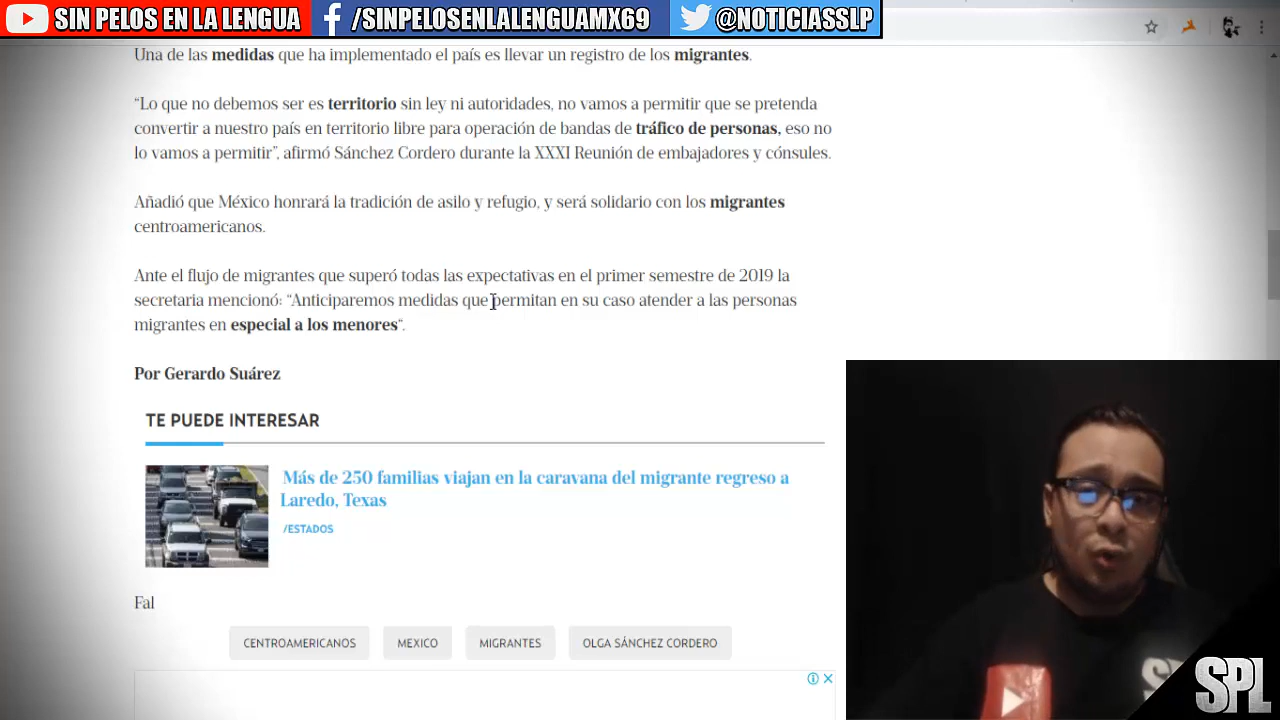 SIN PELOS EN LA LENGUA
/SINPELOSENLALENGUAMX69
@NOTICIASSLP
Una de las medidas que ha implementado el país es llevar un registro de los migrantes.
“Lo que no debemos ser es territorio sin ley ni autoridades, no vamos a permitir que se pretenda
convertir a nuestro país en territorio libre para operación de bandas de tráfico de personas, eso no
lo vamos a permitir”, afirmó Sánchez Cordero durante la XXXI Reunión de embajadores y cónsules.
Añadió que México honrará la tradición de asilo y refugio, y será solidario con los migrantes
centroamericanos.
Ante el flujo de migrantes que superó todas las expectativas en el primer semestre de 2019 la
secretaria mencionó: “Anticiparemos medidas que permitan en su caso atender a las personas
migrantes en especial a los menores“.
Por Gerardo Suárez
TE PUEDE INTERESAR
Más de 250 familias viajan en la caravana del migrante regreso a
Laredo, Texas
/ESTADOS
Fal
CENTROAMERICANOS
MEXICO
MIGRANTES
OLGA SÁNCHEZ CORDERO
SPL
SPL